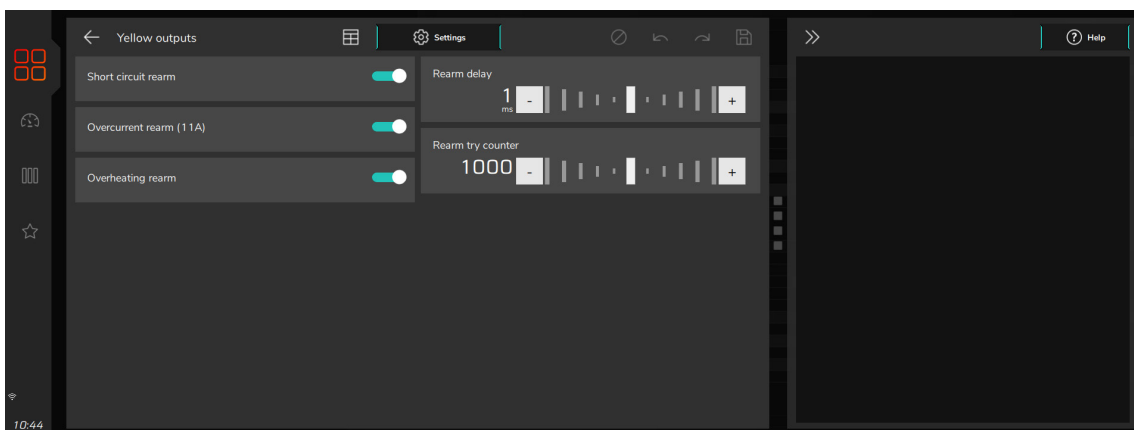 Yellow outputs
Settings
Help
Short circuit rearm
Rearm delay
1
ms
-
+
Overcurrent rearm (11A)
Rearm try counter
1000
-
+
Overheating rearm
10:44